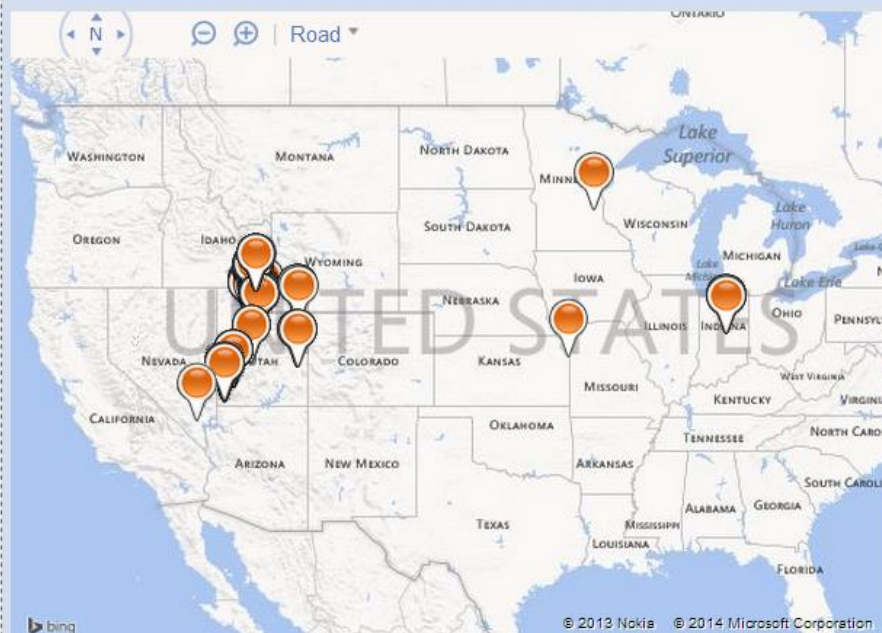 ONTARIO
N
Road
WASHINGTON
MONTANA
NORTH DAKOTA
Lake
Superior
MINNE
OREGON
IDAHO
SOUTH DAKOTA
WISCONSIN
Lake
Huron
WYOMING
MICHIGAN
Lake
IOWA
Lake Erie
NEBRASKA
UNITED STATES
ILLINOIS
INDIANA
OHIO
PENNSYL
NEVADA
UTAH
COLORADO
KANSAS
MISSOURI
WEST VIRGINIA
KENTUCKY
VIRGINI
CALIFORNIA
OKLAHOMA
TENNESSEE
NORTH CARO
ARIZONA
NEW MEXICO
ARKANSAS
SOUTH CAROL
ALABAMA
GEORGIA
TEXAS
MISSISSIPPI
LOUISIANA
FLORIDA
bing
© 2013 Nokia © 2014 Microsoft Corporation